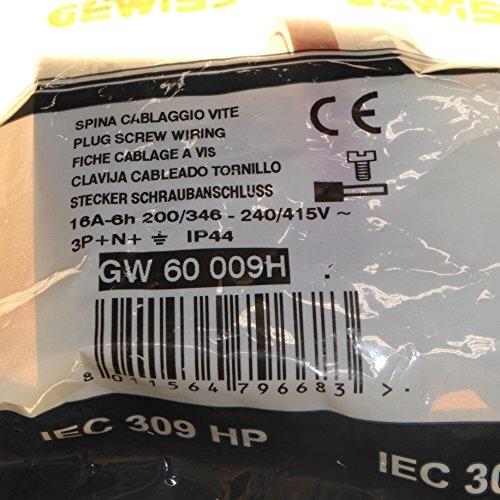 GEWISS
SPINA CABLAGGIO VITE
PLUG SCREW WIRING
FICHE CABLAGE A VIS
CLAVIJA CABLEADO TORNILLO
STECKER SCHRAUBANSCHLUSS
16A-6h 200/346 - 240/415V ~
3P+N+⏚ IP44
CE
GW 60 009H .
8 011564 796683 >.
IEC 309 HP
IEC 30